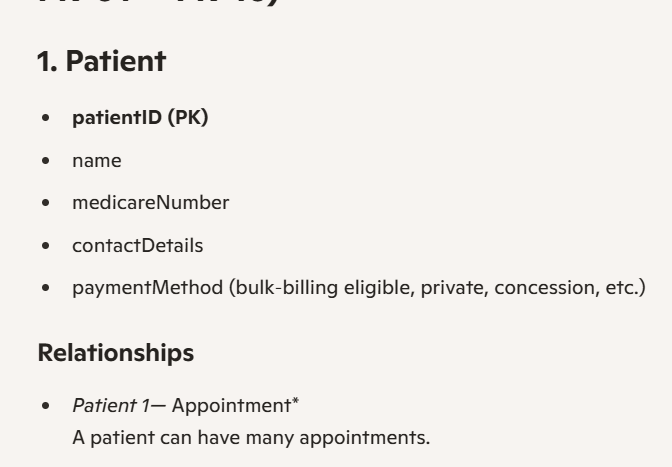 1. Patient
• patientID (PK)
• name
• medicareNumber
• contactDetails
• paymentMethod (bulk-billing eligible, private, concession, etc.)
Relationships
• Patient 1— Appointment*
A patient can have many appointments.